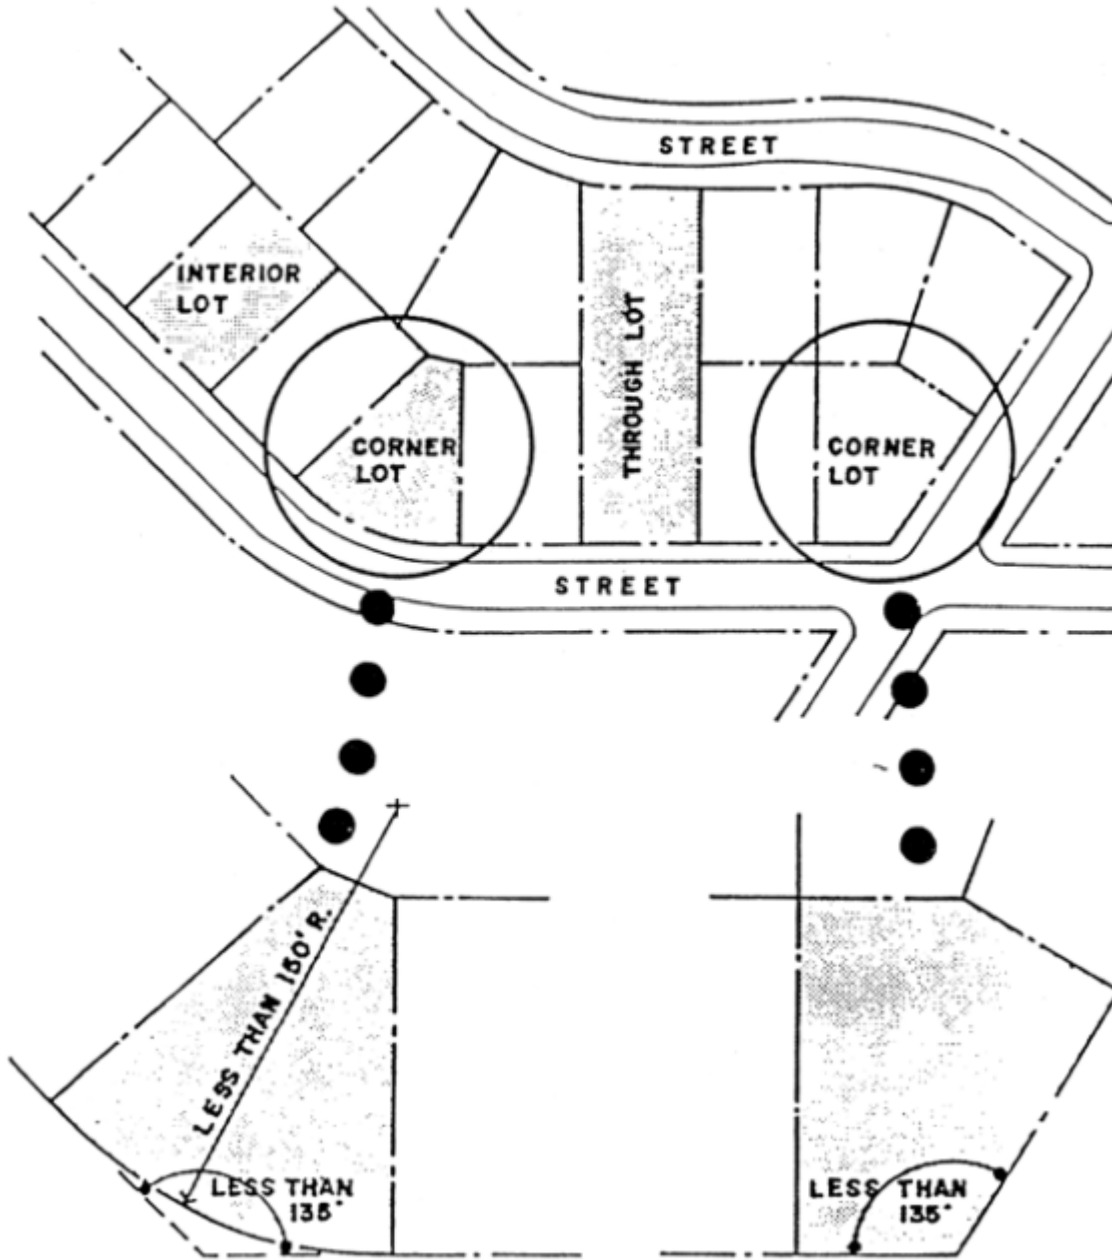 STREET
INTERIOR
LOT
THROUGH LOT
CORNER
LOT
CORNER
LOT
STREET
LESS THAN 150' R.
LESS THAN
135°
LESS THAN
135°